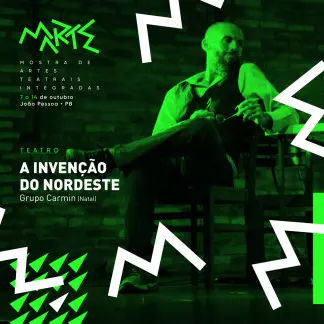 MARTE
MOSTRA DE
ARTES
TEATRAIS
INTEGRADAS
7 a 14 de outubro
João Pessoa • PB
TEATRO
A INVENÇÃO
DO NORDESTE
Grupo Carmin (Natal)